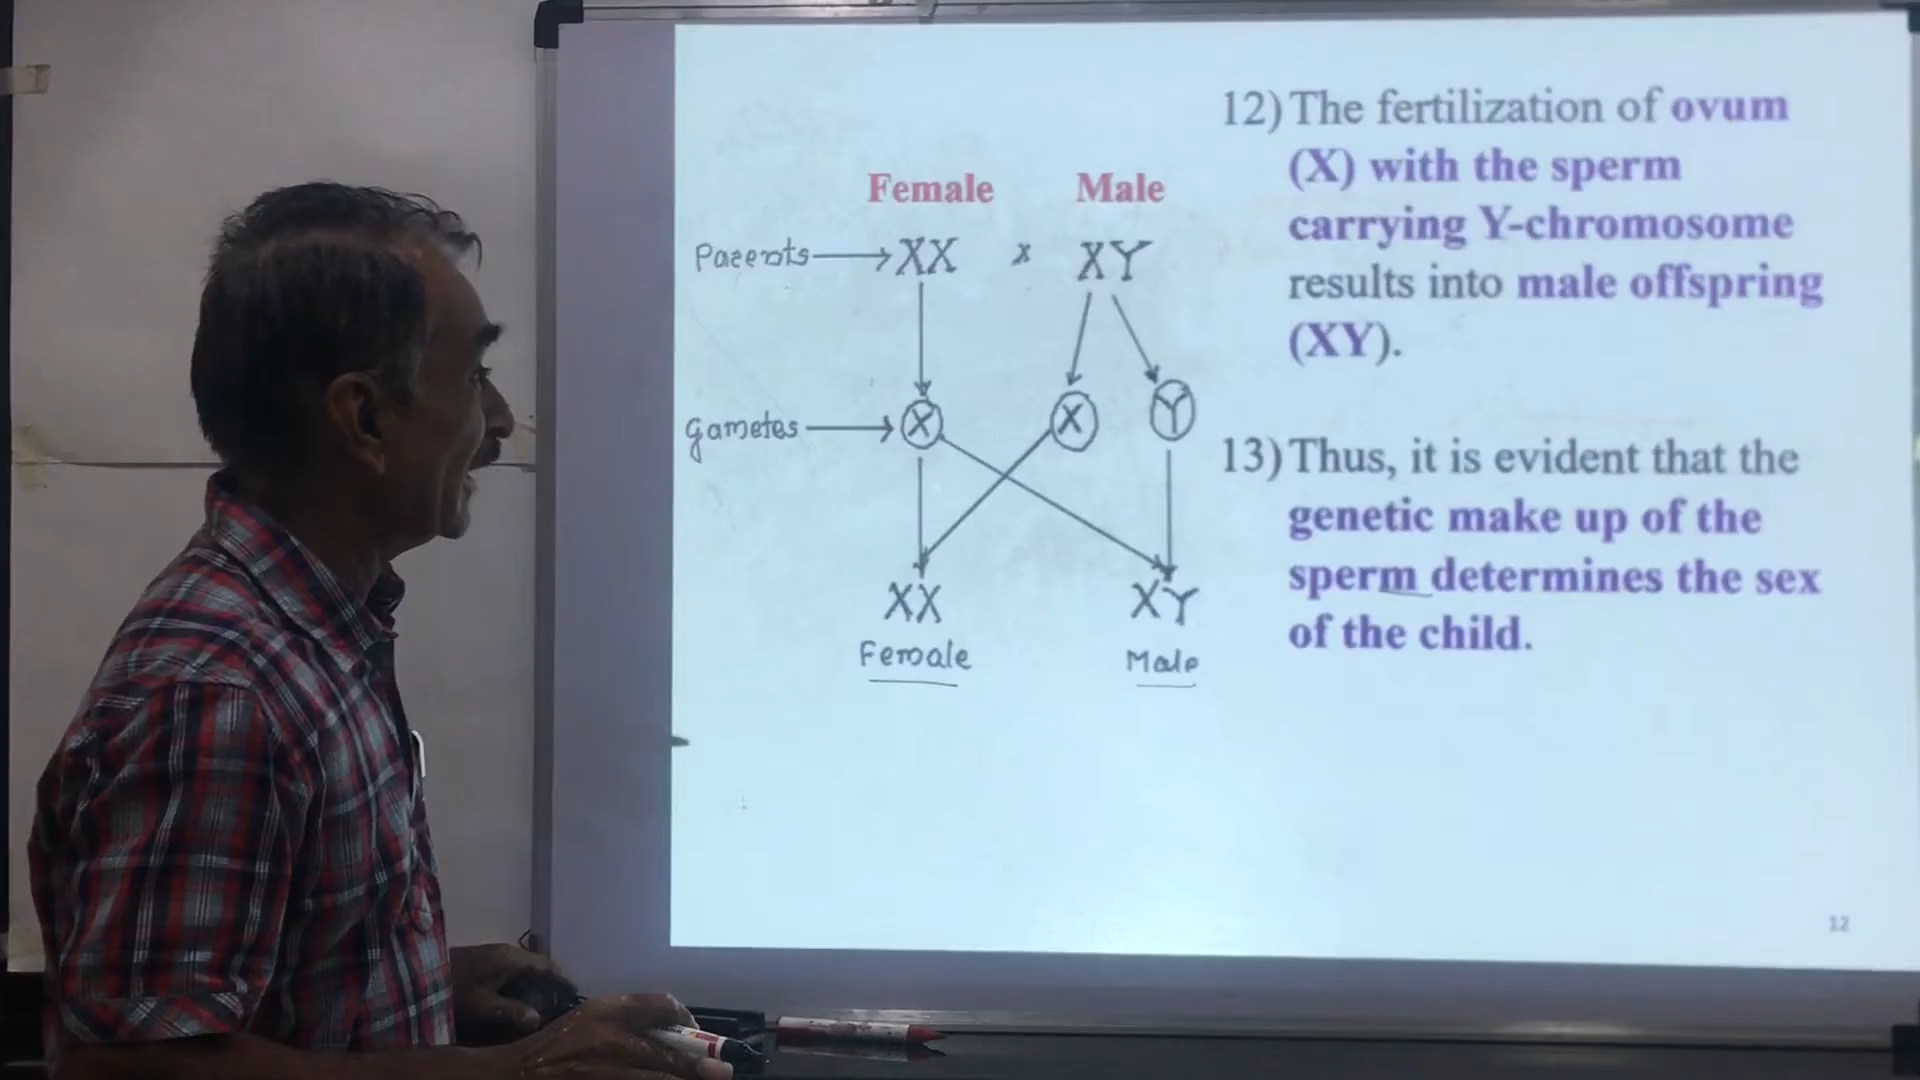 Female Male
Parents XX x XY
gametes X X Y
XX XY
Female Male
12) The fertilization of ovum
(X) with the sperm
carrying Y-chromosome
results into male offspring
(XY).
13) Thus, it is evident that the
genetic make up of the
sperm determines the sex
of the child.
12